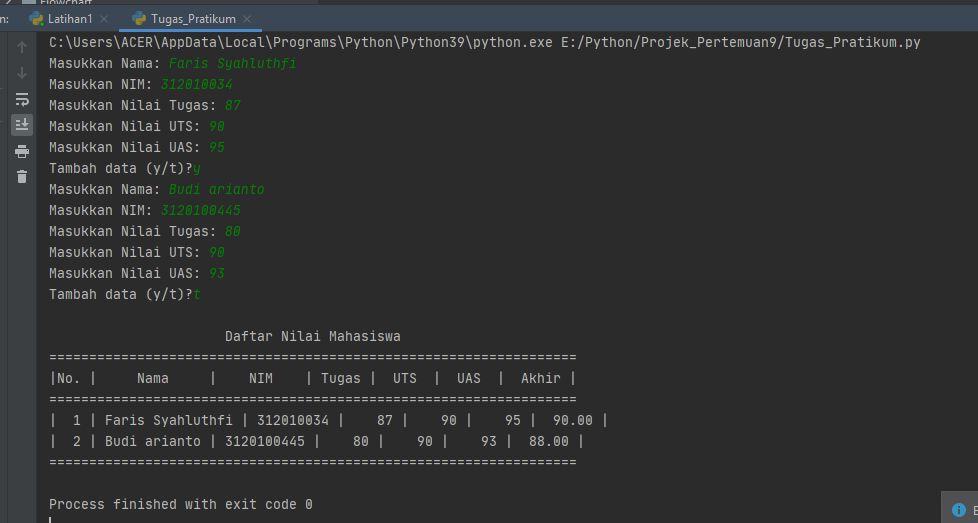 Flowchart
n:
Latihan1 × Tugas_Pratikum ×
C:\Users\ACER\AppData\Local\Programs\Python\Python39\python.exe E:/Python/Projek_Pertemuan9/Tugas_Pratikum.py
Masukkan Nama: Faris Syahluthfi
Masukkan NIM: 312010034
Masukkan Nilai Tugas: 87
Masukkan Nilai UTS: 90
Masukkan Nilai UAS: 95
Tambah data (y/t)?y
Masukkan Nama: Budi arianto
Masukkan NIM: 3120100445
Masukkan Nilai Tugas: 80
Masukkan Nilai UTS: 90
Masukkan Nilai UAS: 93
Tambah data (y/t)?t
Daftar Nilai Mahasiswa
==================================================================
|No. |     Nama     |    NIM    | Tugas |  UTS  |  UAS  |  Akhir |
==================================================================
|  1 | Faris Syahluthfi | 312010034 |    87 |    90 |    95 |  90.00 |
|  2 | Budi arianto | 3120100445 |    80 |    90 |    93 |  88.00 |
==================================================================
Process finished with exit code 0